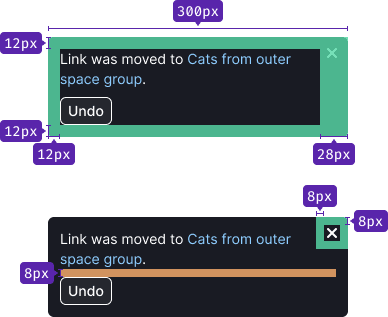 300px
12px
Link was moved to Cats from outer
space group.
Undo
12px
12px
28px
8px
8px
Link was moved to Cats from outer
space group.
8px
Undo